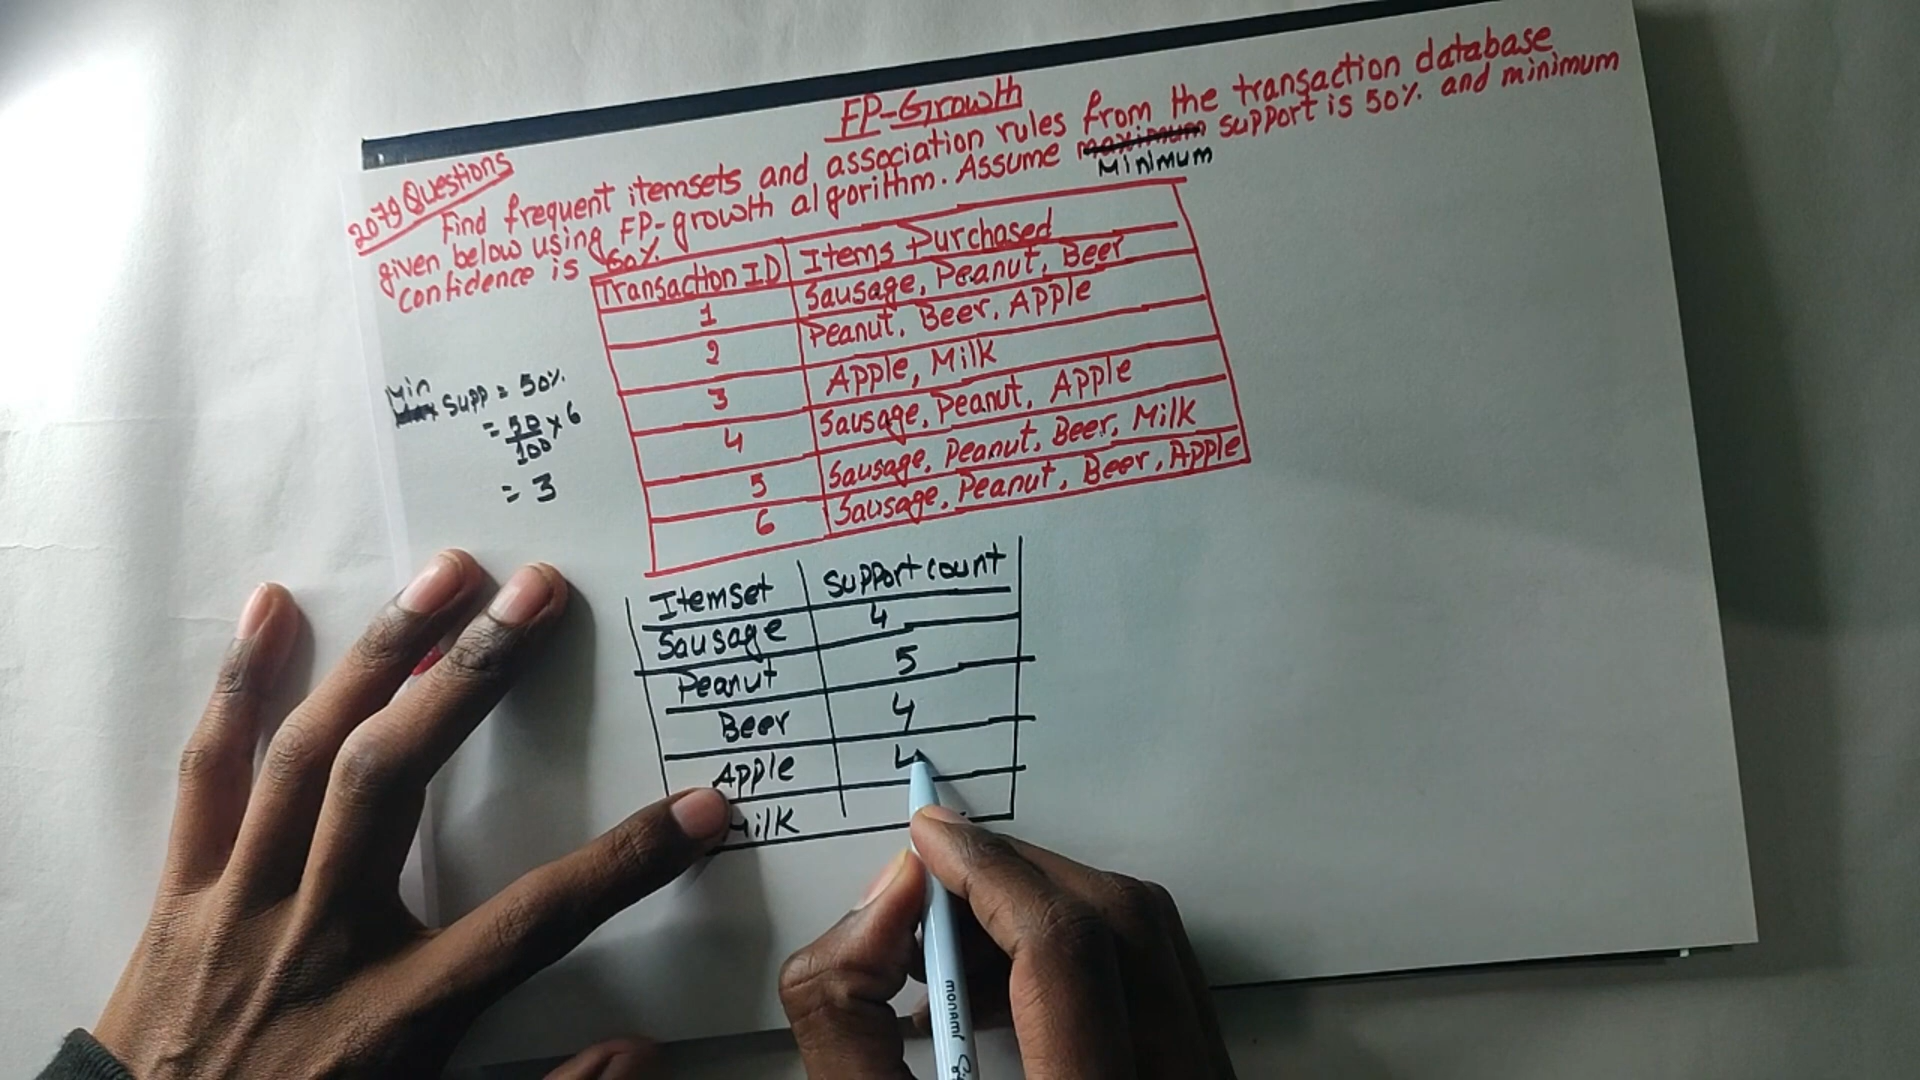 FP-Growth
2079 Questions
Find frequent itemsets and association rules from the transaction database
given below using FP-growth algorithm. Assume maximum support is 50% and minimum
Minimum
confidence is 60%.
Transaction ID Items Purchased
1 Sausage, Peanut, Beer
2 Peanut, Beer, Apple
3 Apple, Milk
4 Sausage, Peanut, Apple
5 Sausage, Peanut, Beer, Milk
6 Sausage, Peanut, Beer, Apple
Min
Max Supp = 50%
= 50/100 x 6
= 3
Itemset Support count
Sausage 4
Peanut 5
Beer 4
Apple 4
Milk
monami